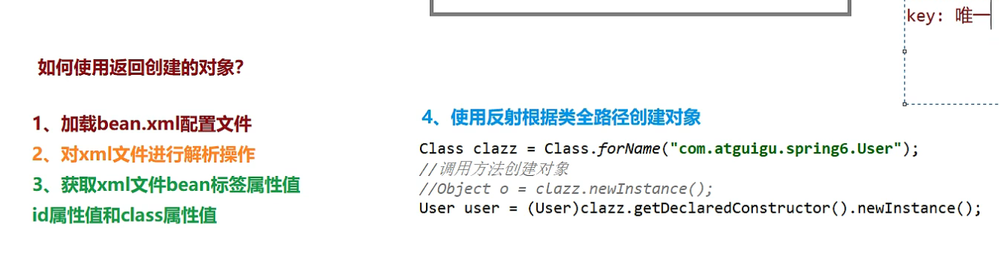 key: 唯一
如何使用返回创建的对象？
1、加载bean.xml配置文件
2、对xml文件进行解析操作
3、获取xml文件bean标签属性值
id属性值和class属性值
4、使用反射根据类全路径创建对象
Class clazz = Class.forName("com.atguigu.spring6.User");
//调用方法创建对象
//Object o = clazz.newInstance();
User user = (User)clazz.getDeclaredConstructor().newInstance();